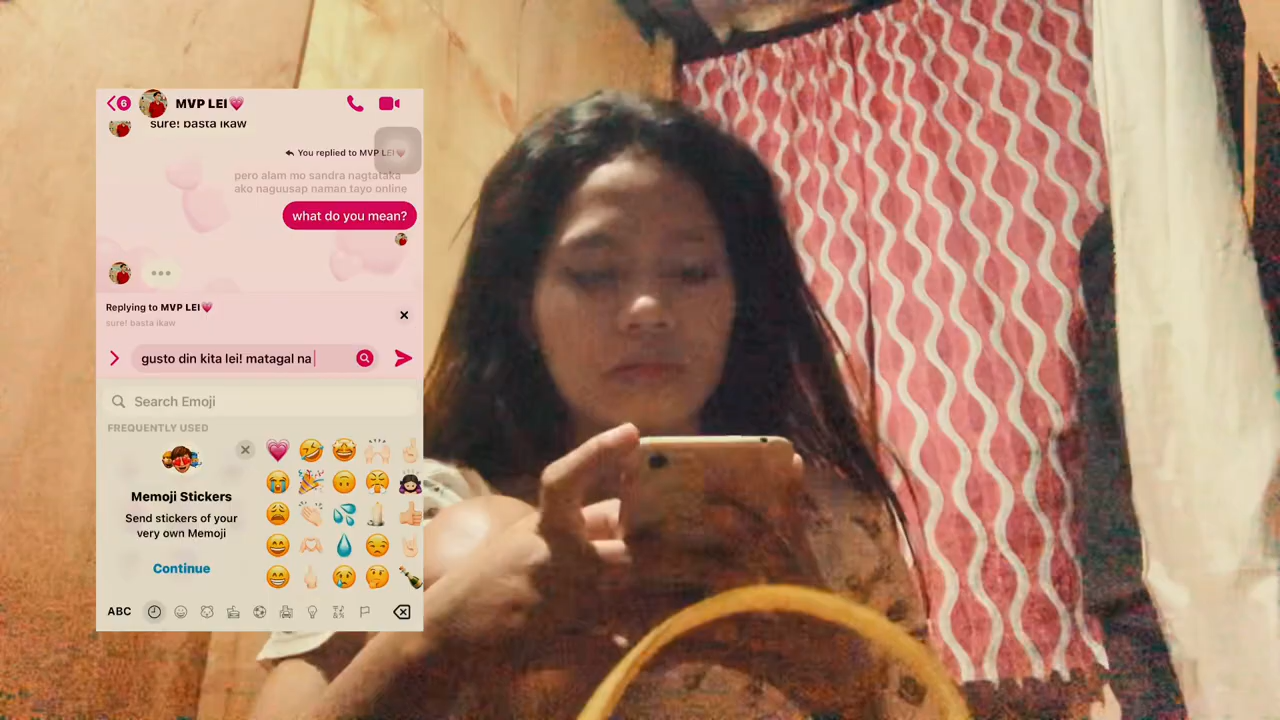 6 MVP LEI💗
sure! basta ikaw
You replied to MVP LEI💗
pero alam mo sandra nagtataka
ako naguusap naman tayo online
what do you mean?
Replying to MVP LEI💗
sure! basta ikaw
gusto din kita lei! matagal na
Search Emoji
FREQUENTLY USED
Memoji Stickers
Send stickers of your
very own Memoji
Continue
ABC